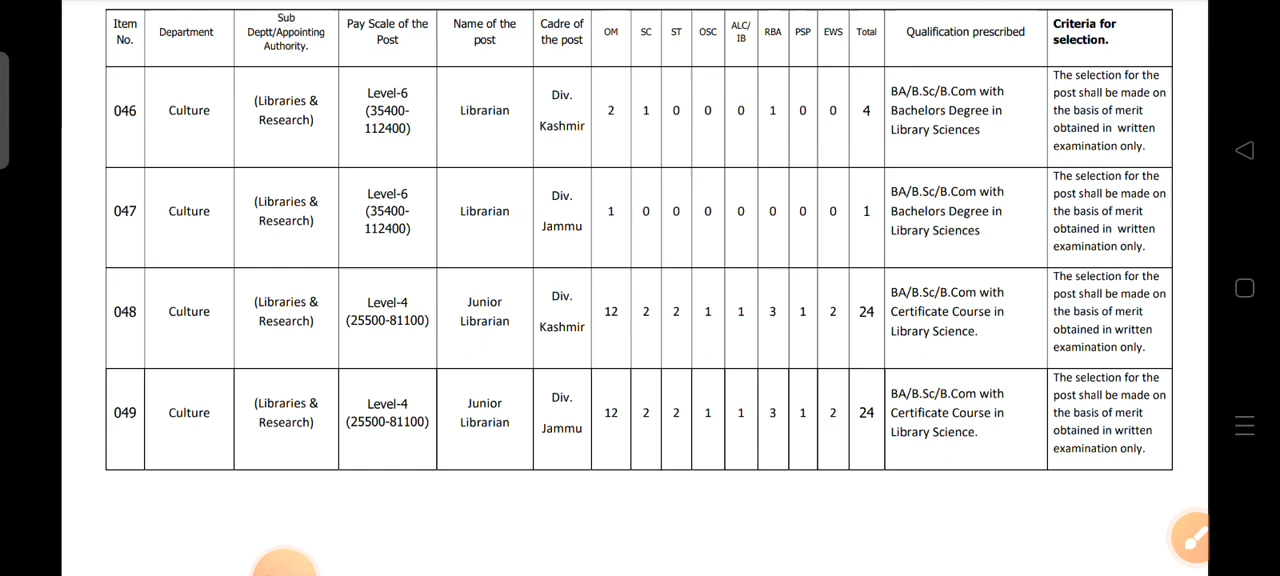 Item No. Department Sub Deptt/Appointing Authority. Pay Scale of the Post Name of the post Cadre of the post OM SC ST OSC ALC/ IB RBA PSP EWS Total Qualification prescribed Criteria for selection.
046 Culture (Libraries & Research) Level-6 (35400-112400) Librarian Div. Kashmir 2 1 0 0 0 1 0 0 4 BA/B.Sc/B.Com with Bachelors Degree in Library Sciences The selection for the post shall be made on the basis of merit obtained in written examination only.
047 Culture (Libraries & Research) Level-6 (35400-112400) Librarian Div. Jammu 1 0 0 0 0 0 0 0 1 BA/B.Sc/B.Com with Bachelors Degree in Library Sciences The selection for the post shall be made on the basis of merit obtained in written examination only.
048 Culture (Libraries & Research) Level-4 (25500-81100) Junior Librarian Div. Kashmir 12 2 2 1 1 3 1 2 24 BA/B.Sc/B.Com with Certificate Course in Library Science. The selection for the post shall be made on the basis of merit obtained in written examination only.
049 Culture (Libraries & Research) Level-4 (25500-81100) Junior Librarian Div. Jammu 12 2 2 1 1 3 1 2 24 BA/B.Sc/B.Com with Certificate Course in Library Science. The selection for the post shall be made on the basis of merit obtained in written examination only.